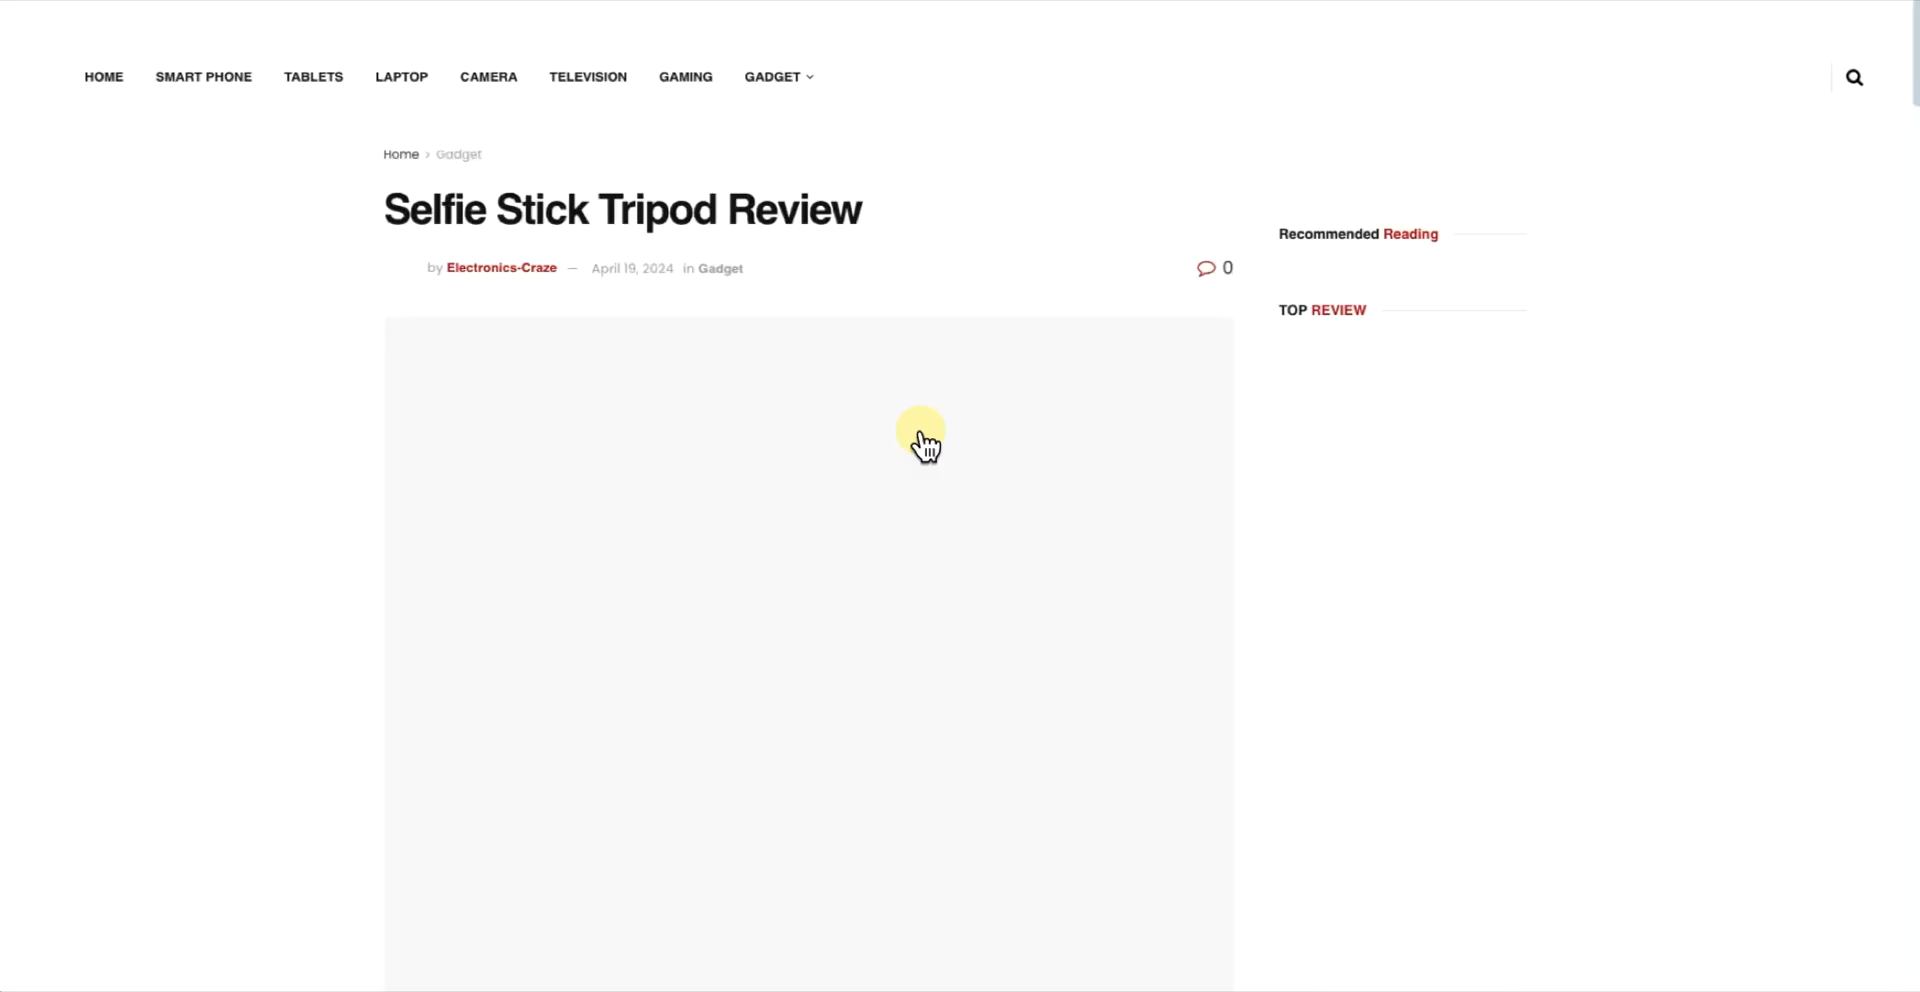 HOME SMART PHONE TABLETS LAPTOP CAMERA TELEVISION GAMING GADGET
Home > Gadget
Selfie Stick Tripod Review
by Electronics-Craze — April 19, 2024 in Gadget
0
Recommended Reading
TOP REVIEW